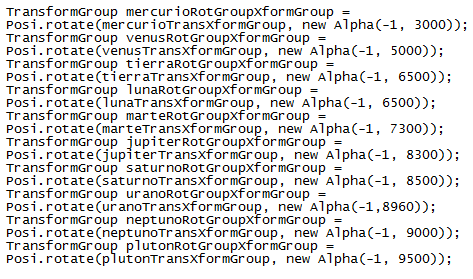 TransformGroup mercurioRotGroupXformGroup =
Posi.rotate(mercurioTransXformGroup, new Alpha(-1, 3000));
TransformGroup venusRotGroupXformGroup =
Posi.rotate(venusTransXformGroup, new Alpha(-1, 5000));
TransformGroup tierraRotGroupXformGroup =
Posi.rotate(tierraTransXformGroup, new Alpha(-1, 6500));
TransformGroup lunaRotGroupXformGroup =
Posi.rotate(lunaTransXformGroup, new Alpha(-1, 6500));
TransformGroup marteRotGroupXformGroup =
Posi.rotate(marteTransXformGroup, new Alpha(-1, 7300));
TransformGroup jupiterRotGroupXformGroup =
Posi.rotate(jupiterTransXformGroup, new Alpha(-1, 8300));
TransformGroup saturnoRotGroupXformGroup =
Posi.rotate(saturnoTransXformGroup, new Alpha(-1, 8500));
TransformGroup uranoRotGroupXformGroup =
Posi.rotate(uranoTransXformGroup, new Alpha(-1,8960));
TransformGroup neptunoRotGroupXformGroup =
Posi.rotate(neptunoTransXformGroup, new Alpha(-1, 9000));
TransformGroup plutonRotGroupXformGroup =
Posi.rotate(plutonTransXformGroup, new Alpha(-1, 9500));